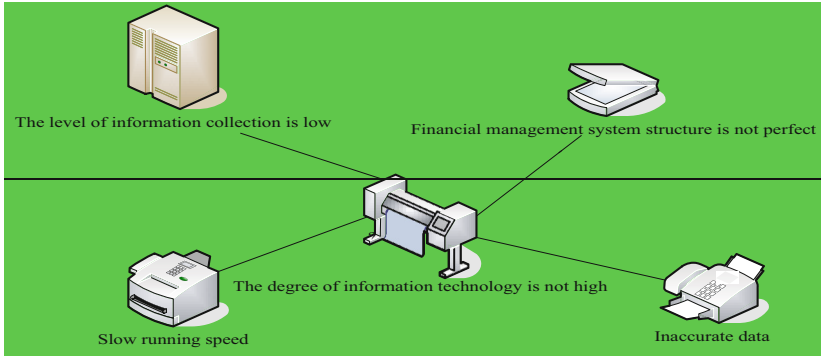 The level of information collection is low
Financial management system structure is not perfect
The degree of information technology is not high
Slow running speed
Inaccurate data